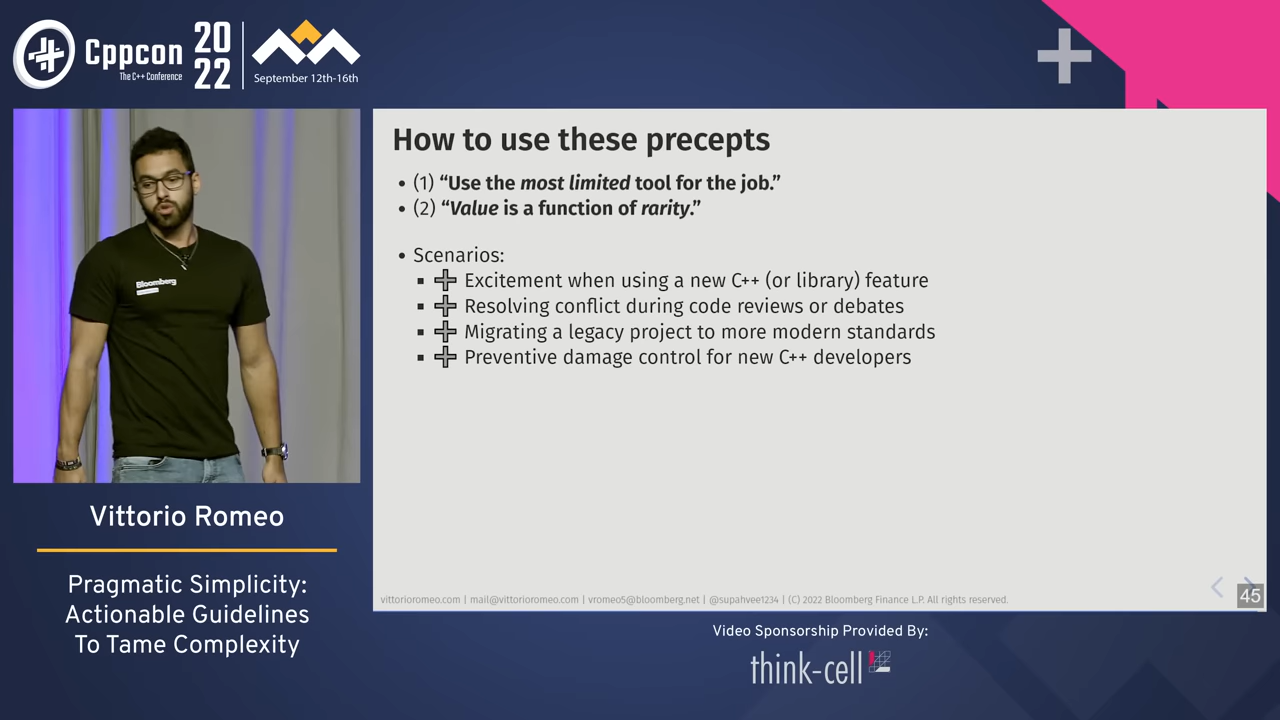 Cppcon
The C++ Conference
20
22
September 12th-16th
How to use these precepts
• (1) “Use the most limited tool for the job.”
• (2) “Value is a function of rarity.”
• Scenarios:
▪ ➕ Excitement when using a new C++ (or library) feature
▪ ➕ Resolving conflict during code reviews or debates
▪ ➕ Migrating a legacy project to more modern standards
▪ ➕ Preventive damage control for new C++ developers
vittorioromeo.com | mail@vittorioromeo.com | vromeo5@bloomberg.net | @supahvee1234 | (C) 2022 Bloomberg Finance L.P. All rights reserved.
45
Bloomberg
Vittorio Romeo
Pragmatic Simplicity:
Actionable Guidelines
To Tame Complexity
Video Sponsorship Provided By:
think-cell